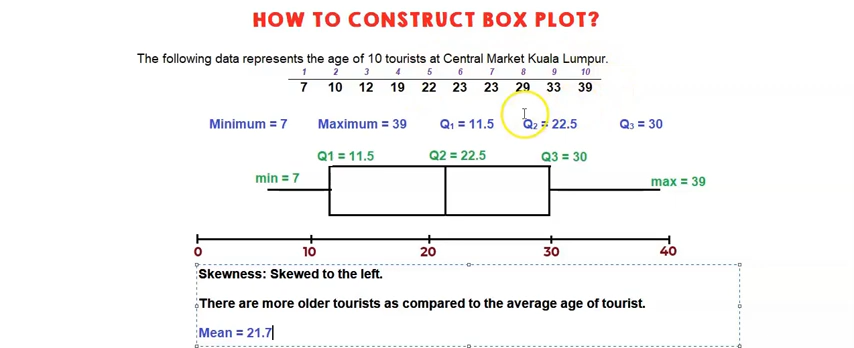 HOW TO CONSTRUCT BOX PLOT?
The following data represents the age of 10 tourists at Central Market Kuala Lumpur.
1 2 3 4 5 6 7 8 9 10
7 10 12 19 22 23 23 29 33 39
Minimum = 7 Maximum = 39 Q1 = 11.5 Q2 = 22.5 Q3 = 30
Q1 = 11.5 Q2 = 22.5 Q3 = 30
min = 7 max = 39
0 10 20 30 40
Skewness: Skewed to the left.
There are more older tourists as compared to the average age of tourist.
Mean = 21.7